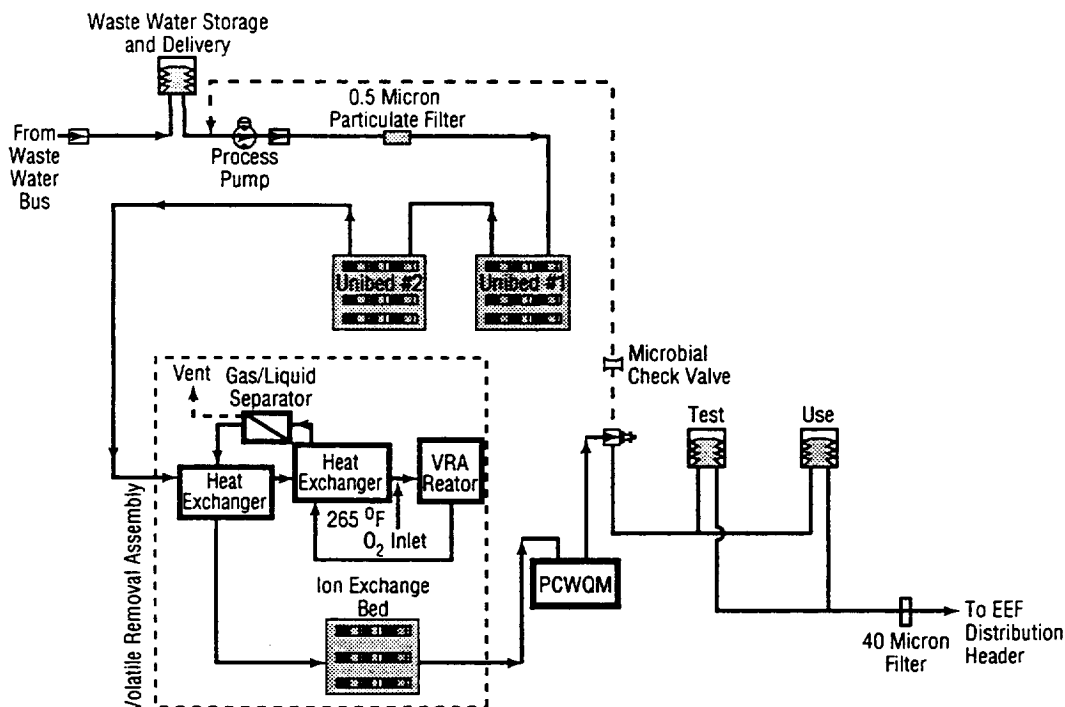 Waste Water Storage
and Delivery
0.5 Micron
Particulate Filter
From
Waste
Water
Bus
Process
Pump
Unibed #2
Unibed #1
Microbial
Check Valve
Vent
Gas/Liquid
Separator
Test
Use
Heat
Exchanger
Heat
Exchanger
VRA
Reator
265 °F
O2 Inlet
Volatile Removal Assembly
Ion Exchange
Bed
PCWQM
40 Micron
Filter
To EEF
Distribution
Header